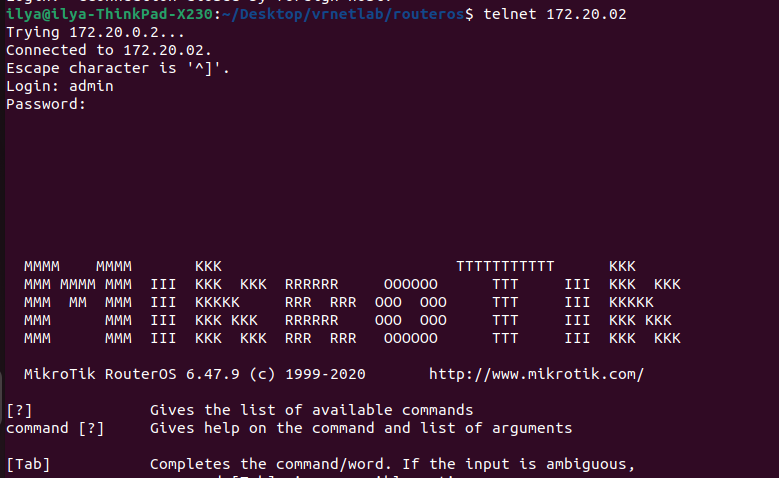 ilya@ilya-ThinkPad-X230:~/Desktop/vrnetlab/routeros$ telnet 172.20.02
Trying 172.20.0.2...
Connected to 172.20.02.
Escape character is '^]'.
Login: admin
Password:
  MMMM    MMMM       KKK                          TTTTTTTTTTT      KKK
  MMM MMMM MMM  III  KKK  KKK  RRRRRR     OOOOOO      TTT     III  KKK  KKK
  MMM  MM  MMM  III  KKKKK     RRR  RRR  OOO  OOO     TTT     III  KKKKK
  MMM      MMM  III  KKK KKK   RRRRRR    OOO  OOO     TTT     III  KKK KKK
  MMM      MMM  III  KKK  KKK  RRR  RRR   OOOOOO      TTT     III  KKK  KKK
  MikroTik RouterOS 6.47.9 (c) 1999-2020       http://www.mikrotik.com/
[?]             Gives the list of available commands
command [?]     Gives help on the command and list of arguments
[Tab]           Completes the command/word. If the input is ambiguous,